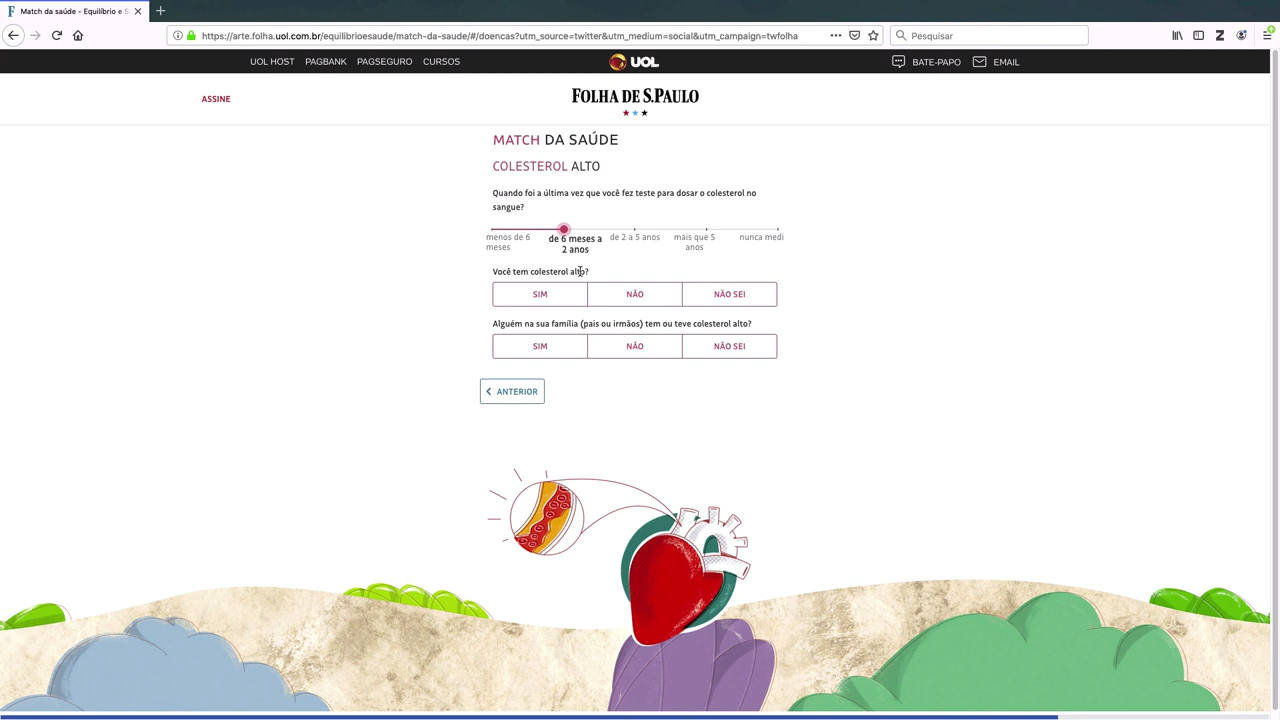 Match da saúde - Equilíbrio e S
https://arte.folha.uol.com.br/equilibrioesaude/match-da-saude/#/doencas?utm_source=twitter&utm_medium=social&utm_campaign=twfolha
Pesquisar
UOL HOST PAGBANK PAGSEGURO CURSOS UOL BATE-PAPO EMAIL
ASSINE
FOLHA DE S.PAULO
MATCH DA SAÚDE
COLESTEROL ALTO
Quando foi a última vez que você fez teste para dosar o colesterol no
sangue?
menos de 6
meses
de 6 meses a
2 anos
de 2 a 5 anos
mais que 5
anos
nunca medi
Você tem colesterol alto?
SIM NÃO NÃO SEI
Alguém na sua família (pais ou irmãos) tem ou teve colesterol alto?
SIM NÃO NÃO SEI
ANTERIOR